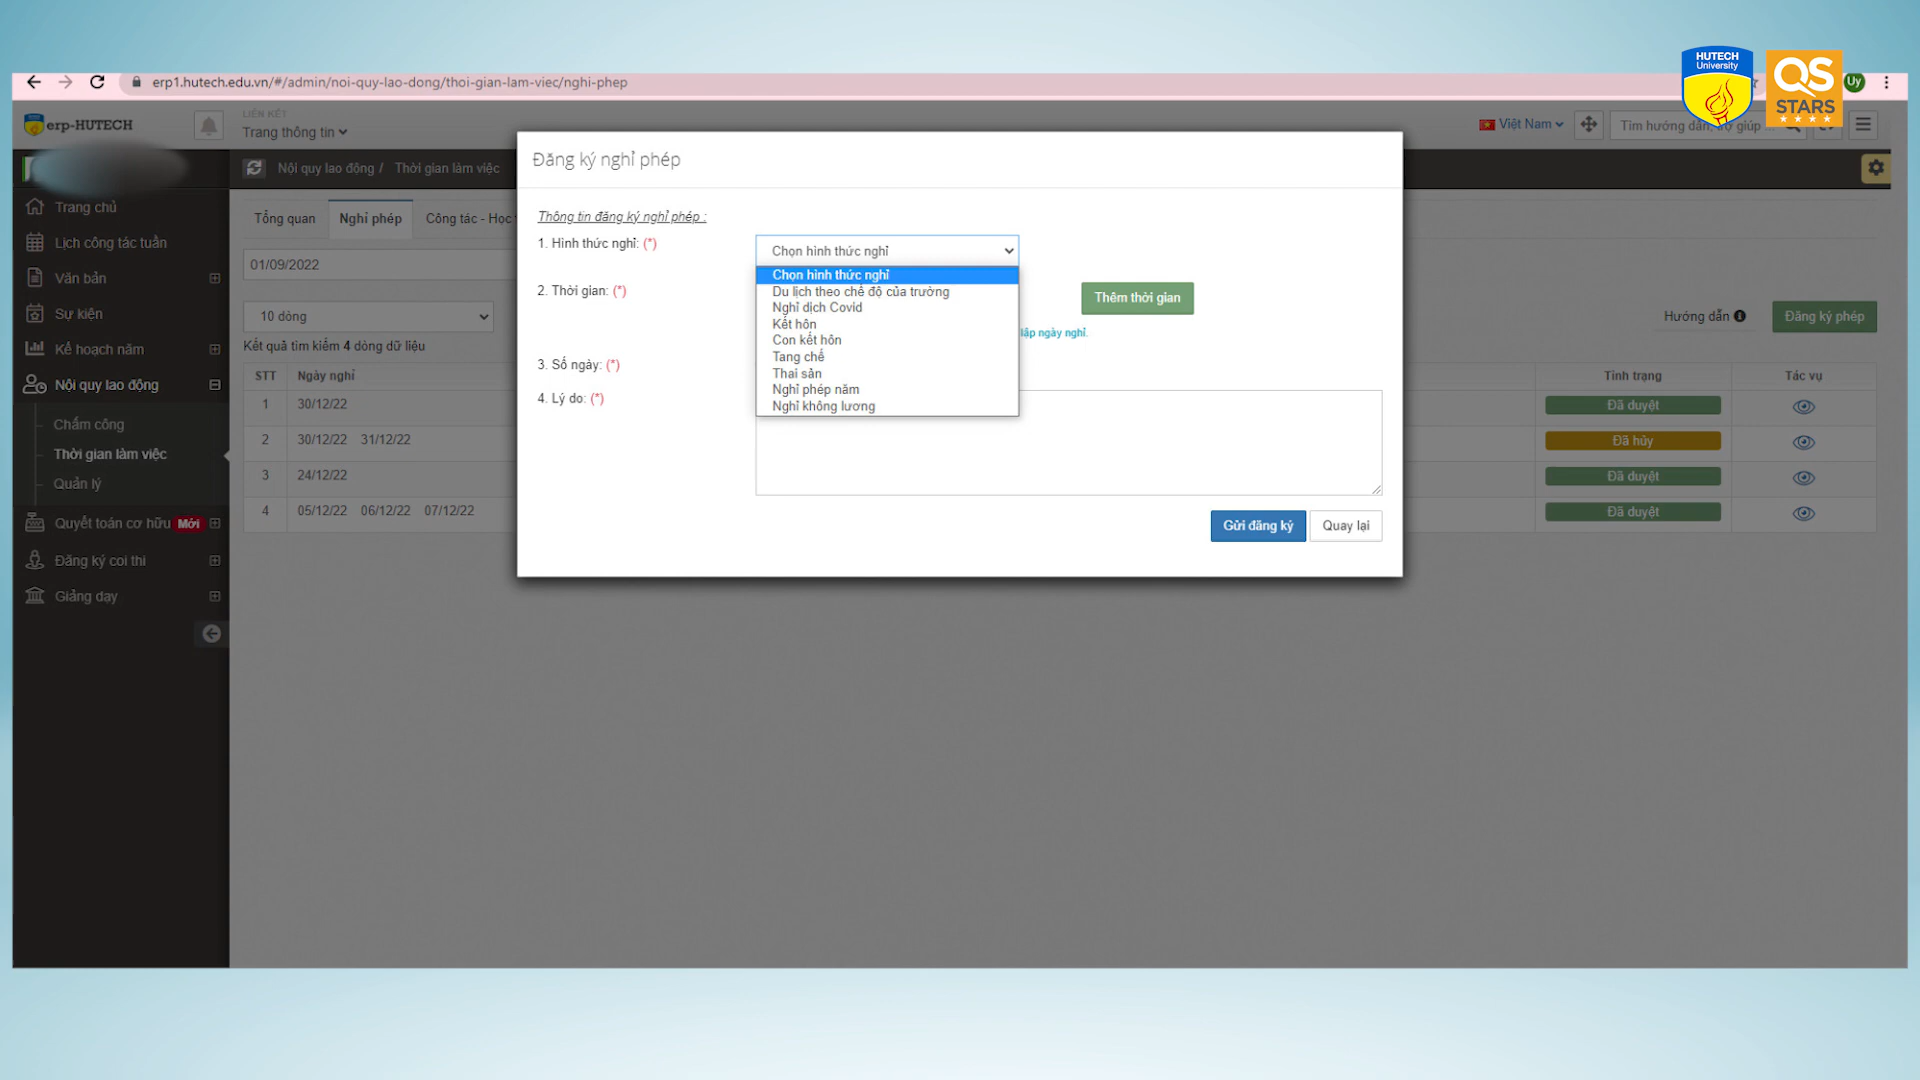 HUTECH
University
QS
STARS
erp1.hutech.edu.vn/#/admin/noi-quy-lao-dong/thoi-gian-lam-viec/nghi-phep
Uy
erp-HUTECH
LIÊN KẾT
Trang thông tin
Việt Nam
Tìm hướng dẫn, trợ giúp ...
Nội quy lao động / Thời gian làm việc
Trang chủ
Lịch công tác tuần
Văn bản
Sự kiện
Kế hoạch năm
Nội quy lao động
Chấm công
Thời gian làm việc
Quản lý
Quyết toán cơ hữu Mới
Đăng ký coi thi
Giảng dạy
Tổng quan Nghỉ phép Công tác - Học
01/09/2022
10 dòng
Hướng dẫn
Đăng ký phép
Kết quả tìm kiếm 4 dòng dữ liệu
STT Ngày nghỉ Tình trạng Tác vụ
1 30/12/22 Đã duyệt
2 30/12/22 31/12/22 Đã hủy
3 24/12/22 Đã duyệt
4 05/12/22 06/12/22 07/12/22 Đã duyệt
Đăng ký nghỉ phép
Thông tin đăng ký nghỉ phép :
1. Hình thức nghỉ: (*)
Chọn hình thức nghỉ
Chọn hình thức nghỉ
Du lịch theo chế độ của trường
Nghỉ dịch Covid
Kết hôn
Con kết hôn
Tang chế
Thai sản
Nghỉ phép năm
Nghỉ không lương
2. Thời gian: (*)
Thêm thời gian
lập ngày nghỉ.
3. Số ngày: (*)
4. Lý do: (*)
Gửi đăng ký
Quay lại